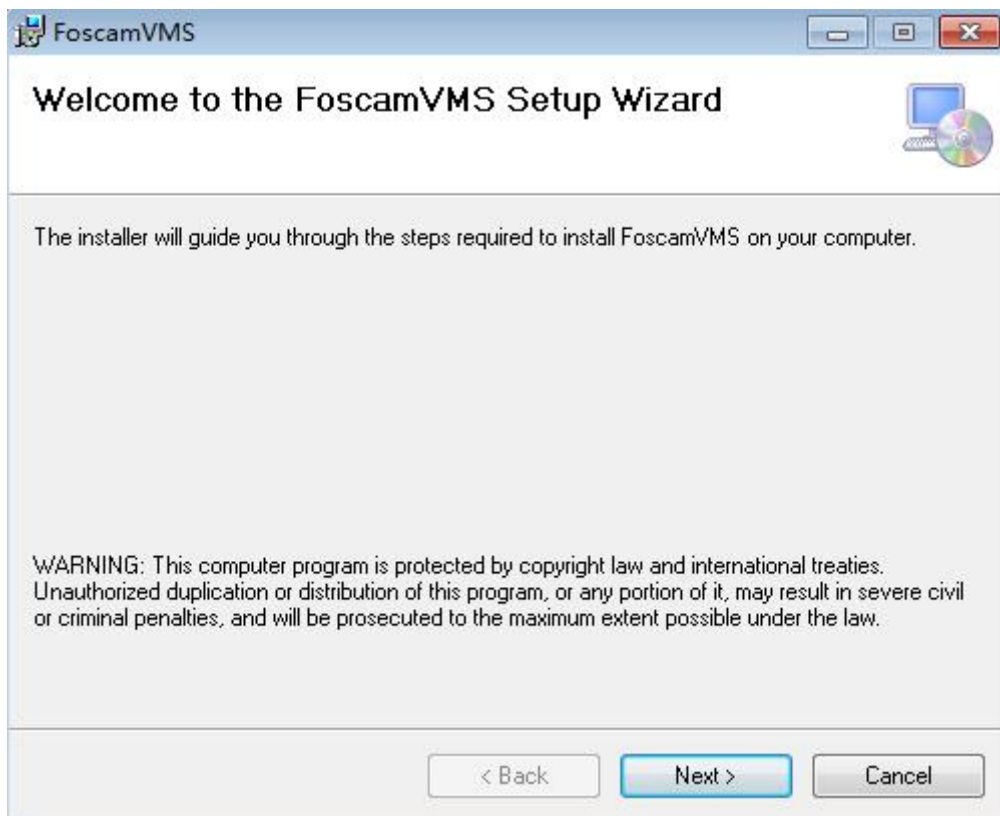 FoscamVMS
Welcome to the FoscamVMS Setup Wizard
The installer will guide you through the steps required to install FoscamVMS on your computer.
WARNING: This computer program is protected by copyright law and international treaties.
Unauthorized duplication or distribution of this program, or any portion of it, may result in severe civil
or criminal penalties, and will be prosecuted to the maximum extent possible under the law.
< Back
Next >
Cancel